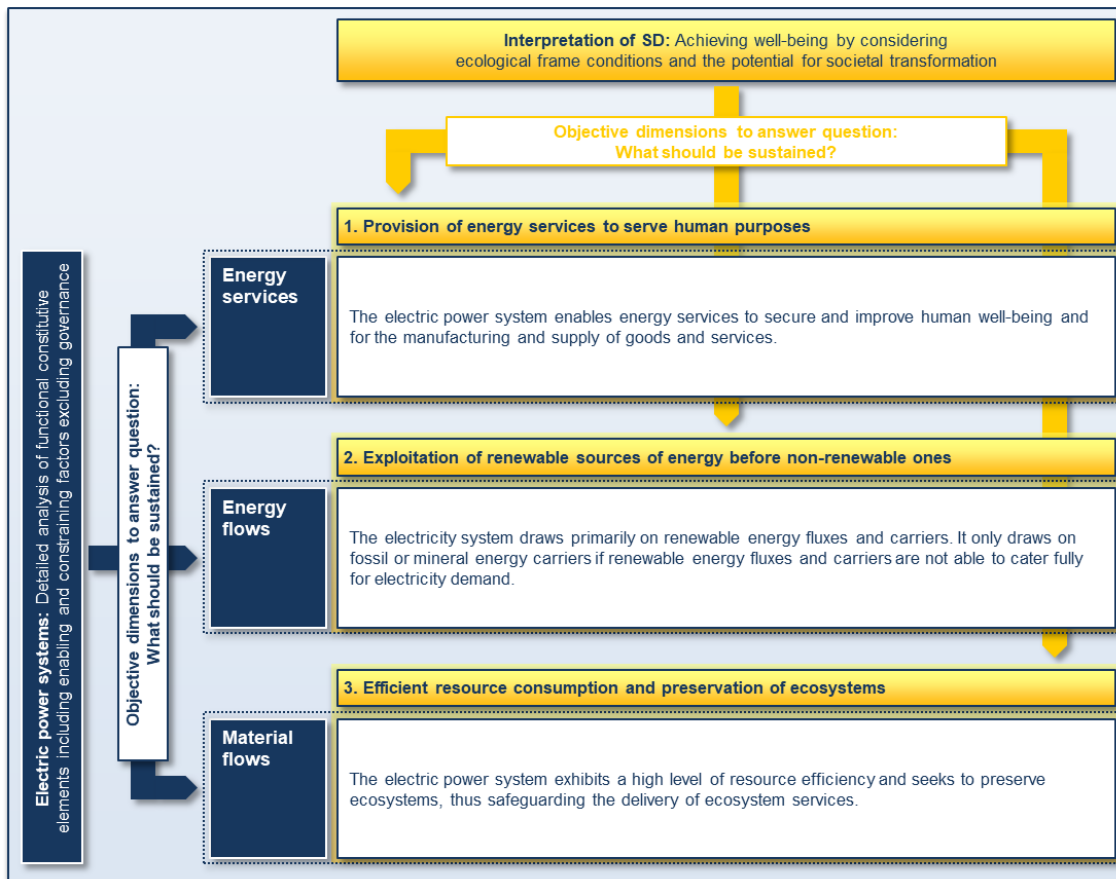 Interpretation of SD: Achieving well-being by considering
ecological frame conditions and the potential for societal transformation
Objective dimensions to answer question:
What should be sustained?
Electric power systems: Detailed analysis of functional constitutive
elements including enabling and constraining factors excluding governance
Objective dimensions to answer question:
What should be sustained?
1. Provision of energy services to serve human purposes
Energy
services
The electric power system enables energy services to secure and improve human well-being and
for the manufacturing and supply of goods and services.
2. Exploitation of renewable sources of energy before non-renewable ones
Energy
flows
The electricity system draws primarily on renewable energy fluxes and carriers. It only draws on
fossil or mineral energy carriers if renewable energy fluxes and carriers are not able to cater fully
for electricity demand.
3. Efficient resource consumption and preservation of ecosystems
Material
flows
The electric power system exhibits a high level of resource efficiency and seeks to preserve
ecosystems, thus safeguarding the delivery of ecosystem services.